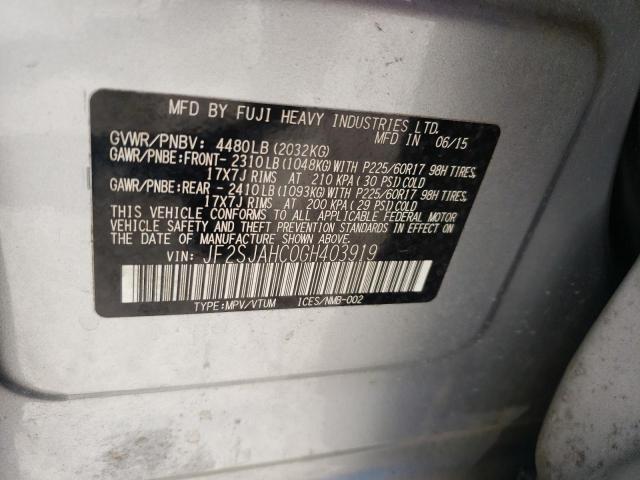 MFD BY FUJI HEAVY INDUSTRIES LTD.
MFD IN 06/15
GVWR/PNBV: 4480LB(2032KG)
GAWR/PNBE:FRONT-2310LB(1048KG)WITH P225/60R17 98H TIRES,
17X7J RIMS AT 210 KPA(30 PSI)COLD
GAWR/PNBE:REAR -2410LB(1093KG)WITH P225/60R17 98H TIRES,
17X7J RIMS AT 200 KPA(29 PSI)COLD
THIS VEHICLE CONFORMS TO ALL APPLICABLE FEDERAL MOTOR
VEHICLE SAFETY AND THEFT PREVENTION STANDARDS IN EFFECT
ON THE DATE OF MANUFACTURE SHOWN ABOVE.
VIN: JF2SJAHC0GH403919
TYPE:MPV/VTUM ICES/NMB-002